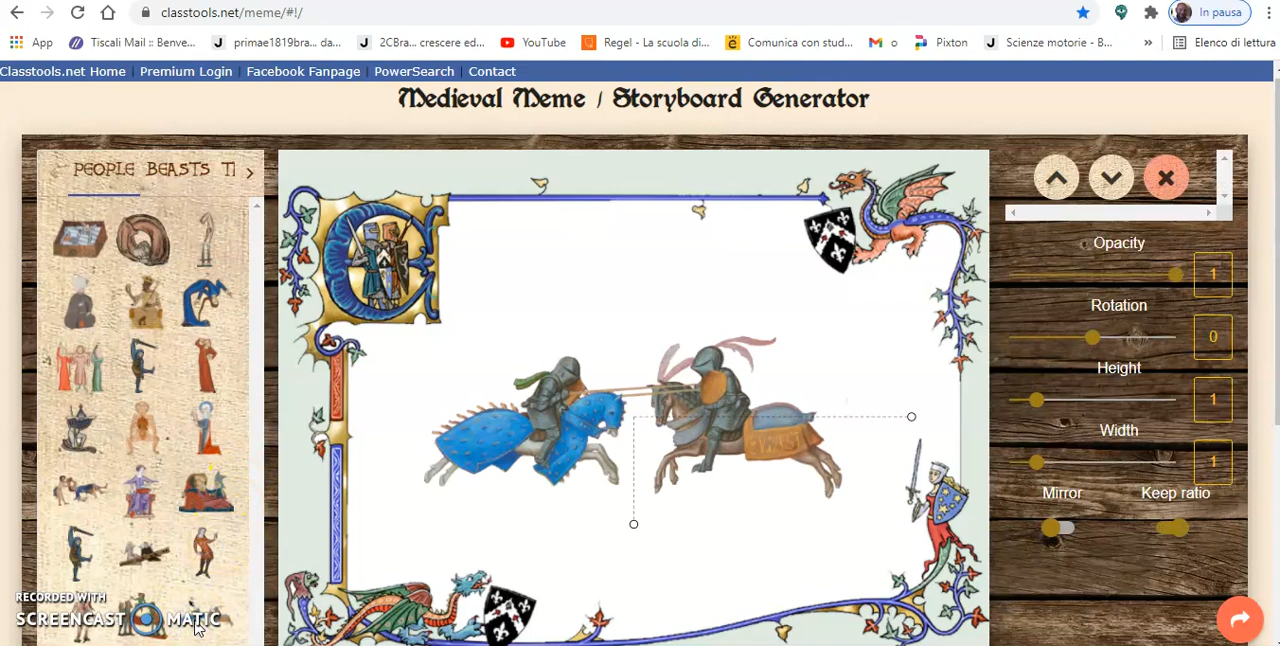 classtools.net/meme/#!/
In pausa
App
Tiscali Mail :: Benve...
primae1819bra... da...
2CBra... crescere ed...
YouTube
Regel - La scuola di...
Comunica con stud...
o
Pixton
Scienze motorie - B...
»
Elenco di lettura
Classtools.net Home | Premium Login | Facebook Fanpage | PowerSearch | Contact
Medieval Meme / Storyboard Generator
PEOPLE BEASTS
Opacity
1
Rotation
0
Height
1
Width
1
Mirror
Keep ratio
RECORDED WITH
SCREENCAST MATIC